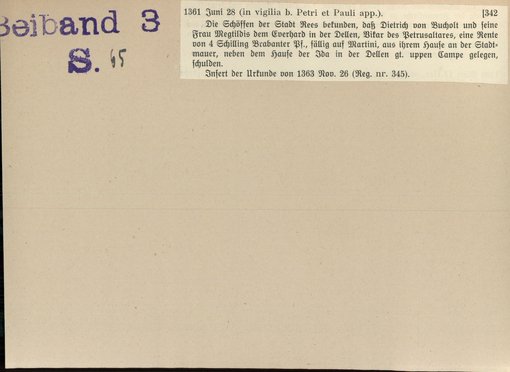 Beiband 3
S. 65
1361 Juni 28 (in vigilia b. Petri et Pauli app.). [342
Die Schöffen der Stadt Rees bekunden, daß Dietrich von Bucholt und seine
Frau Megtildis dem Everhard in der Dellen, Vikar des Petrusaltares, eine Rente
von 4 Schilling Brabanter Pf., fällig auf Martini, aus ihrem Hause an der Stadt-
mauer, neben dem Hause der Ida in der Dellen gt. uppen Campe gelegen,
schulden.
Insert der Urkunde von 1363 Nov. 26 (Reg. nr. 345).